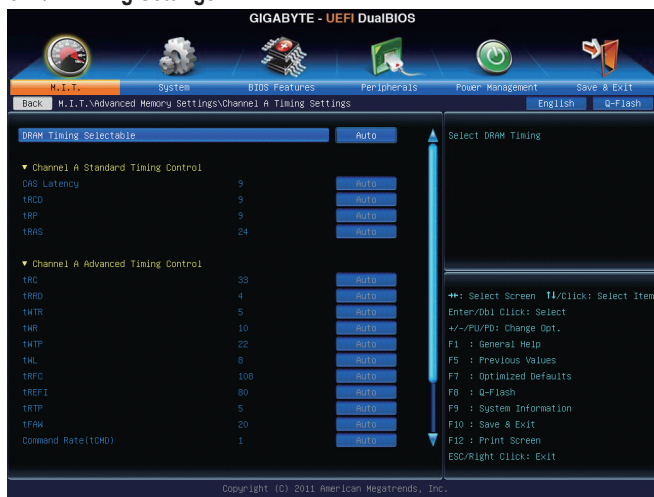 GIGABYTE - UEFI DualBIOS
M.I.T. System BIOS Features Peripherals Power Management Save & Exit
Back M.I.T.\Advanced Memory Settings\Channel A Timing Settings English Q-Flash
DRAM Timing Selectable Auto
Select DRAM Timing
▼ Channel A Standard Timing Control
CAS Latency 9 Auto
tRCD 9 Auto
tRP 9 Auto
tRAS 24 Auto
▼ Channel A Advanced Timing Control
tRC 33 Auto
tRRD 4 Auto
tWTR 5 Auto
tWR 10 Auto
tWTP 22 Auto
tWL 8 Auto
tRFC 108 Auto
tREFI 80 Auto
tRTP 5 Auto
tFAW 20 Auto
Command Rate(tCMD) 1 Auto
→←: Select Screen ↑↓/Click: Select Item
Enter/Dbl Click: Select
+/-/PU/PD: Change Opt.
F1 : General Help
F5 : Previous Values
F7 : Optimized Defaults
F8 : Q-Flash
F9 : System Information
F10 : Save & Exit
F12 : Print Screen
ESC/Right Click: Exit
Copyright (C) 2011 American Megatrends, Inc.